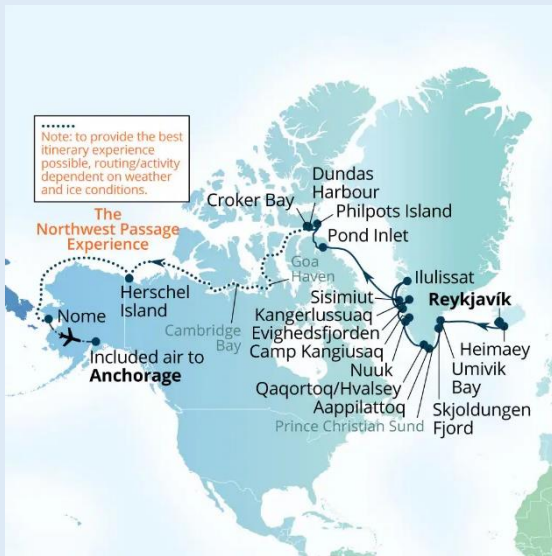 Note: to provide the best
itinerary experience
possible, routing/activity
dependent on weather
and ice conditions.
The
Northwest Passage
Experience
Dundas
Harbour
Croker Bay
Philpots Island
Pond Inlet
Goa
Haven
Ilulissat
Sisimiut
Reykjavík
Kangerlussuaq
Evighedsfjorden
Camp Kangiusaq
Nuuk
Qaqortoq/Hvalsey
Aappilattoq
Prince Christian Sund
Heimaey
Umivik
Bay
Skjoldungen
Fjord
Herschel
Island
Cambridge
Bay
Nome
Included air to
Anchorage